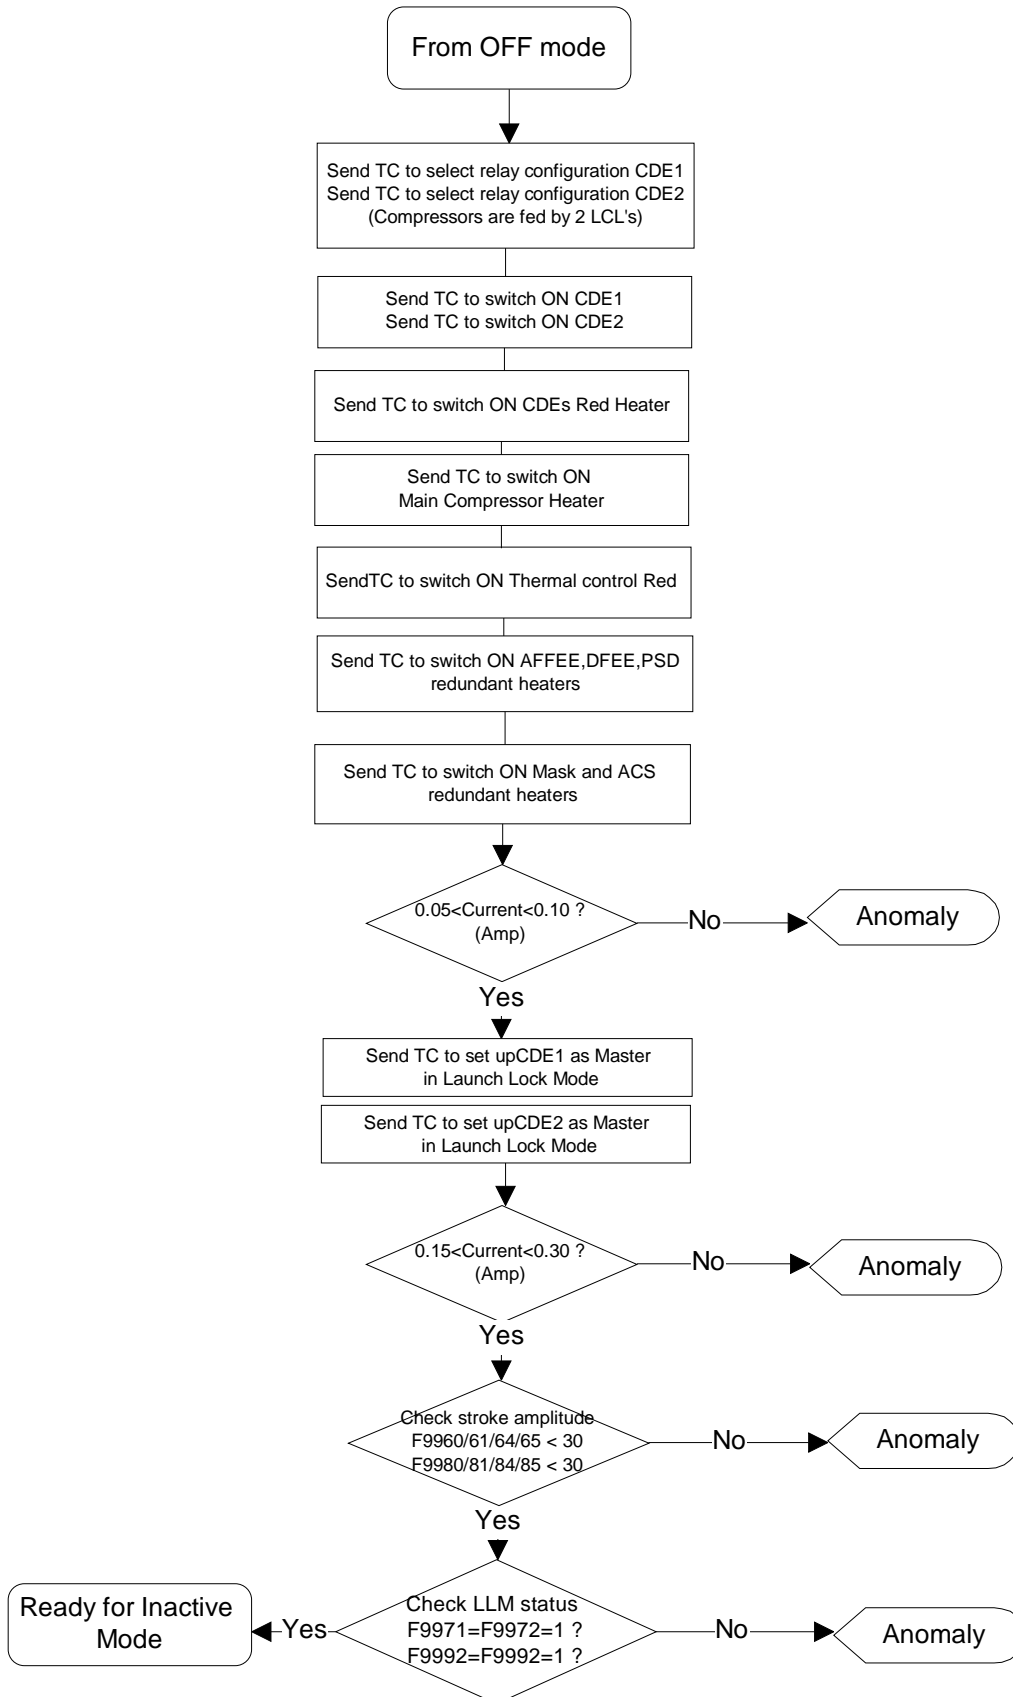 From OFF mode
Send TC to select relay configuration CDE1
Send TC to select relay configuration CDE2
(Compressors are fed by 2 LCL's)
Send TC to switch ON CDE1
Send TC to switch ON CDE2
Send TC to switch ON CDEs Red Heater
Send TC to switch ON
Main Compressor Heater
SendTC to switch ON Thermal control Red
Send TC to switch ON AFFEE,DFEE,PSD
redundant heaters
Send TC to switch ON Mask and ACS
redundant heaters
0.05<Current<0.10 ?
(Amp)
No
Anomaly
Yes
Send TC to set upCDE1 as Master
in Launch Lock Mode
Send TC to set upCDE2 as Master
in Launch Lock Mode
0.15<Current<0.30 ?
(Amp)
No
Anomaly
Yes
Check stroke amplitude
F9960/61/64/65 < 30
F9980/81/84/85 < 30
No
Anomaly
Yes
Check LLM status
F9971=F9972=1 ?
F9992=F9992=1 ?
No
Anomaly
Yes
Ready for Inactive
Mode